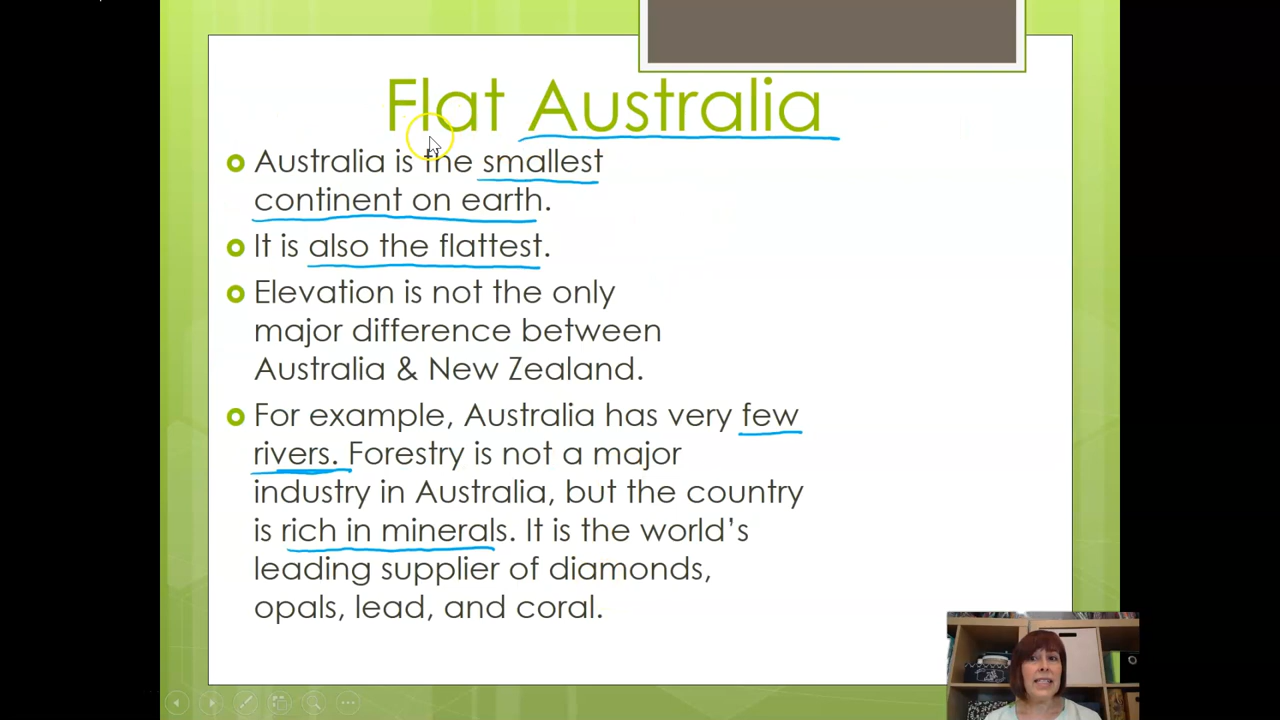 Flat Australia
Australia is the smallest
continent on earth.
It is also the flattest.
Elevation is not the only
major difference between
Australia & New Zealand.
For example, Australia has very few
rivers. Forestry is not a major
industry in Australia, but the country
is rich in minerals. It is the world's
leading supplier of diamonds,
opals, lead, and coral.